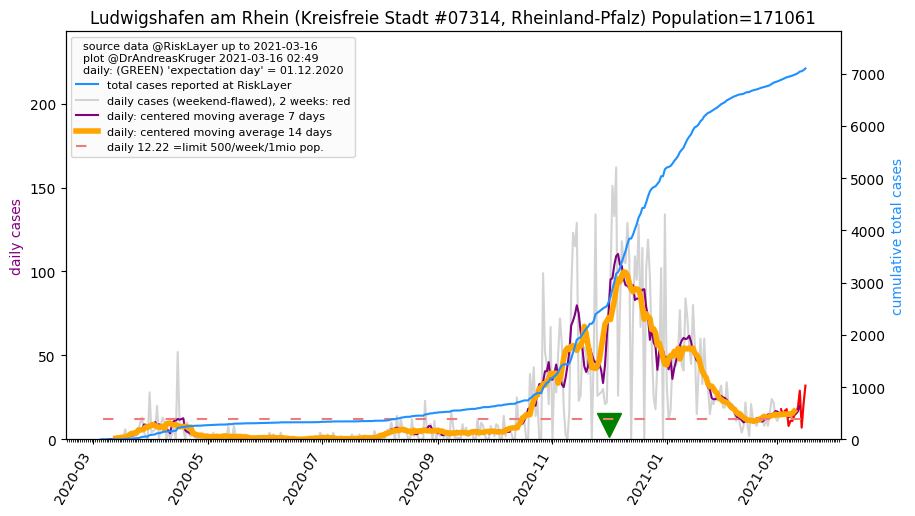 Ludwigshafen am Rhein (Kreisfreie Stadt #07314, Rheinland-Pfalz) Population=171061
source data @RiskLayer up to 2021-03-16
plot @DrAndreasKruger 2021-03-16 02:49
daily: (GREEN) 'expectation day' = 01.12.2020
total cases reported at RiskLayer
daily cases (weekend-flawed), 2 weeks: red
daily: centered moving average 7 days
daily: centered moving average 14 days
daily 12.22 =limit 500/week/1mio pop.
daily cases
200
150
100
50
0
cumulative total cases
7000
6000
5000
4000
3000
2000
1000
0
2020-03
2020-05
2020-07
2020-09
2020-11
2021-01
2021-03